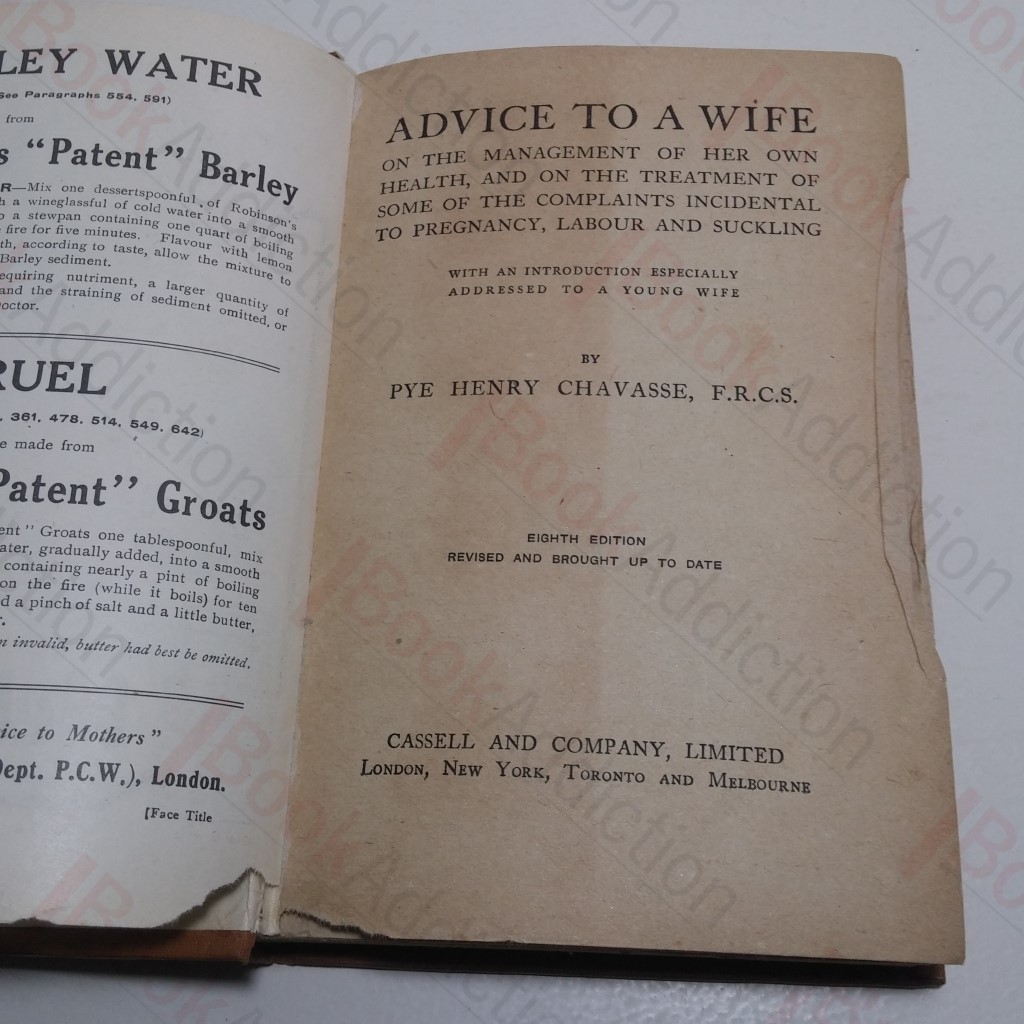 LEY WATER
See Paragraphs 554, 591)
from
s “Patent” Barley
R—Mix one dessertspoonful of Robinson's
h a wineglassful of cold water into a smooth
o a stewpan containing one quart of boiling
fire for five minutes. Flavour with lemon
th, according to taste, allow the mixture to
Barley sediment.
equiring nutriment, a larger quantity of
and the straining of sediment omitted, or
octor.
RUEL
, 361, 478, 514, 549, 642)
e made from
Patent” Groats
ent” Groats one tablespoonful, mix
ater, gradually added, into a smooth
containing nearly a pint of boiling
on the fire (while it boils) for ten
d a pinch of salt and a little butter,
r.
n invalid, butter had best be omitted.
ice to Mothers”
Dept. P.C.W.), London.
[Face Title
ADVICE TO A WIFE
ON THE MANAGEMENT OF HER OWN
HEALTH, AND ON THE TREATMENT OF
SOME OF THE COMPLAINTS INCIDENTAL
TO PREGNANCY, LABOUR AND SUCKLING
WITH AN INTRODUCTION ESPECIALLY
ADDRESSED TO A YOUNG WIFE
BY
PYE HENRY CHAVASSE, F.R.C.S.
EIGHTH EDITION
REVISED AND BROUGHT UP TO DATE
CASSELL AND COMPANY, LIMITED
LONDON, NEW YORK, TORONTO AND MELBOURNE
BookAddiction